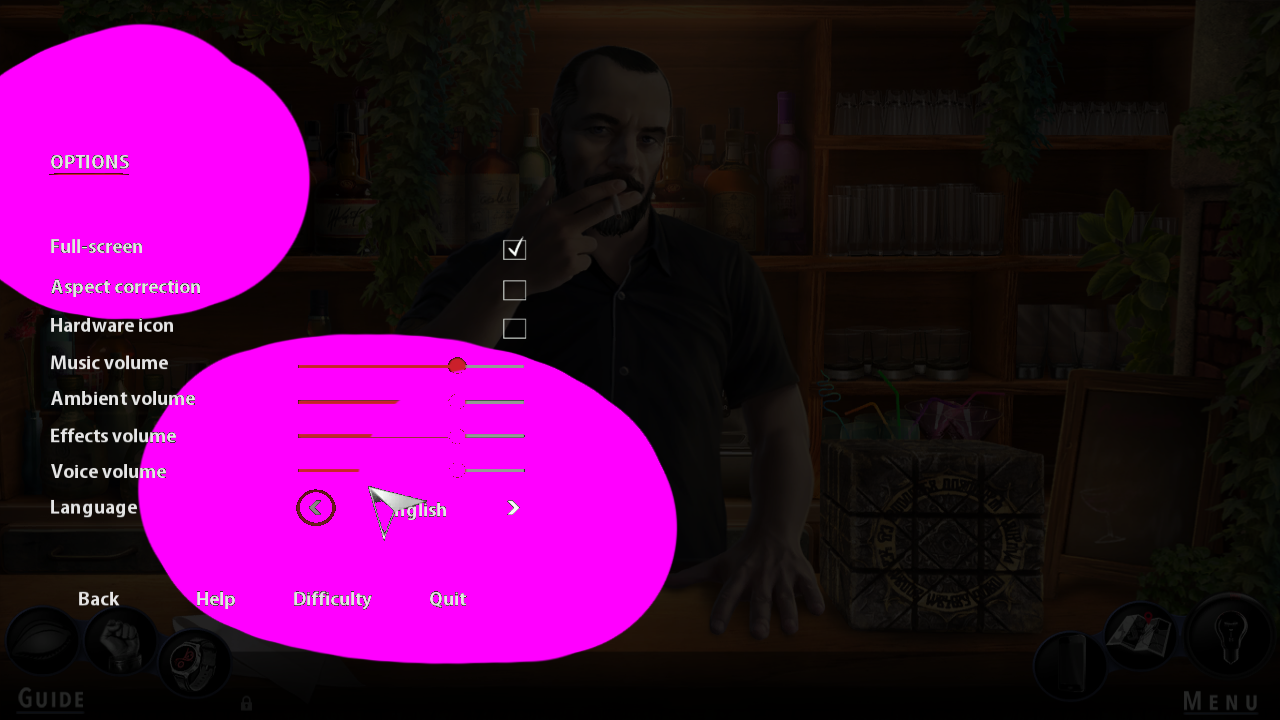 OPTIONS
Full-screen
Aspect correction
Hardware icon
Music volume
Ambient volume
Effects volume
Voice volume
Language nglish
Back Help Difficulty Quit
GUIDE MENU